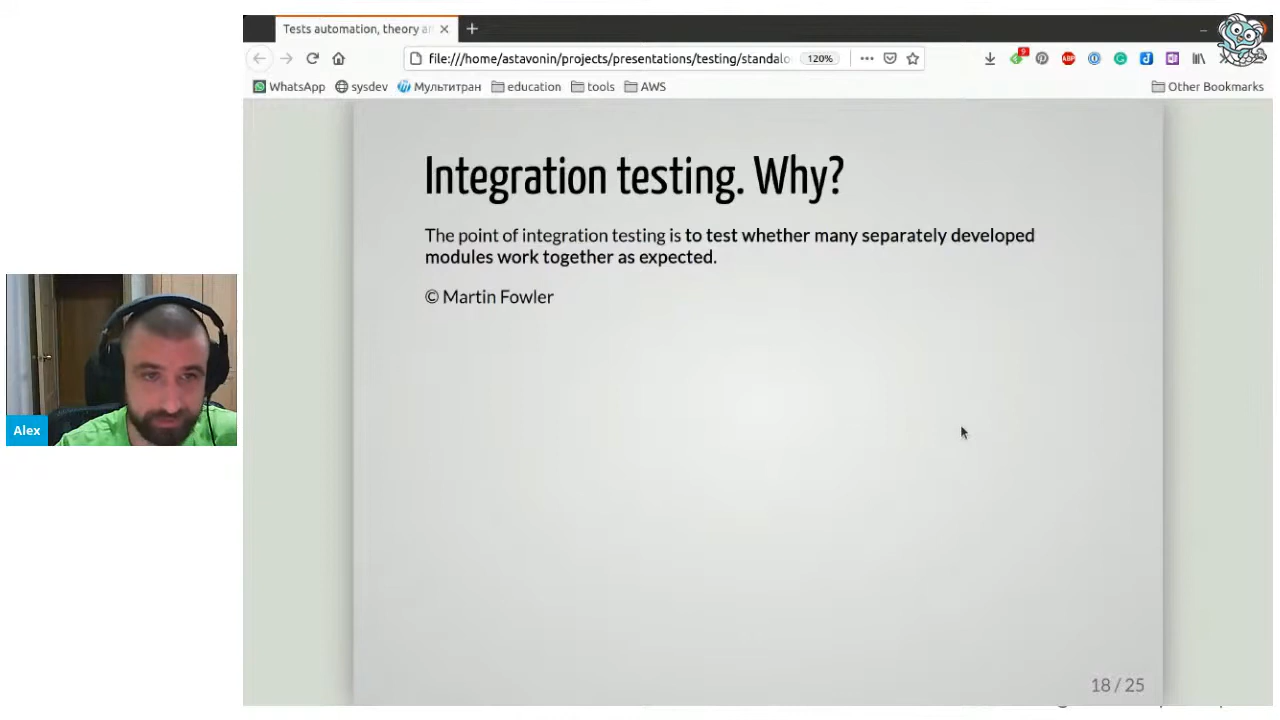 Tests automation, theory a
file:///home/astavonin/projects/presentations/testing/standalo
120%
9
ABP
WhatsApp
sysdev
Мультитран
education
tools
AWS
Other Bookmarks
Integration testing. Why?
The point of integration testing is to test whether many separately developed
modules work together as expected.
© Martin Fowler
Alex
18 / 25